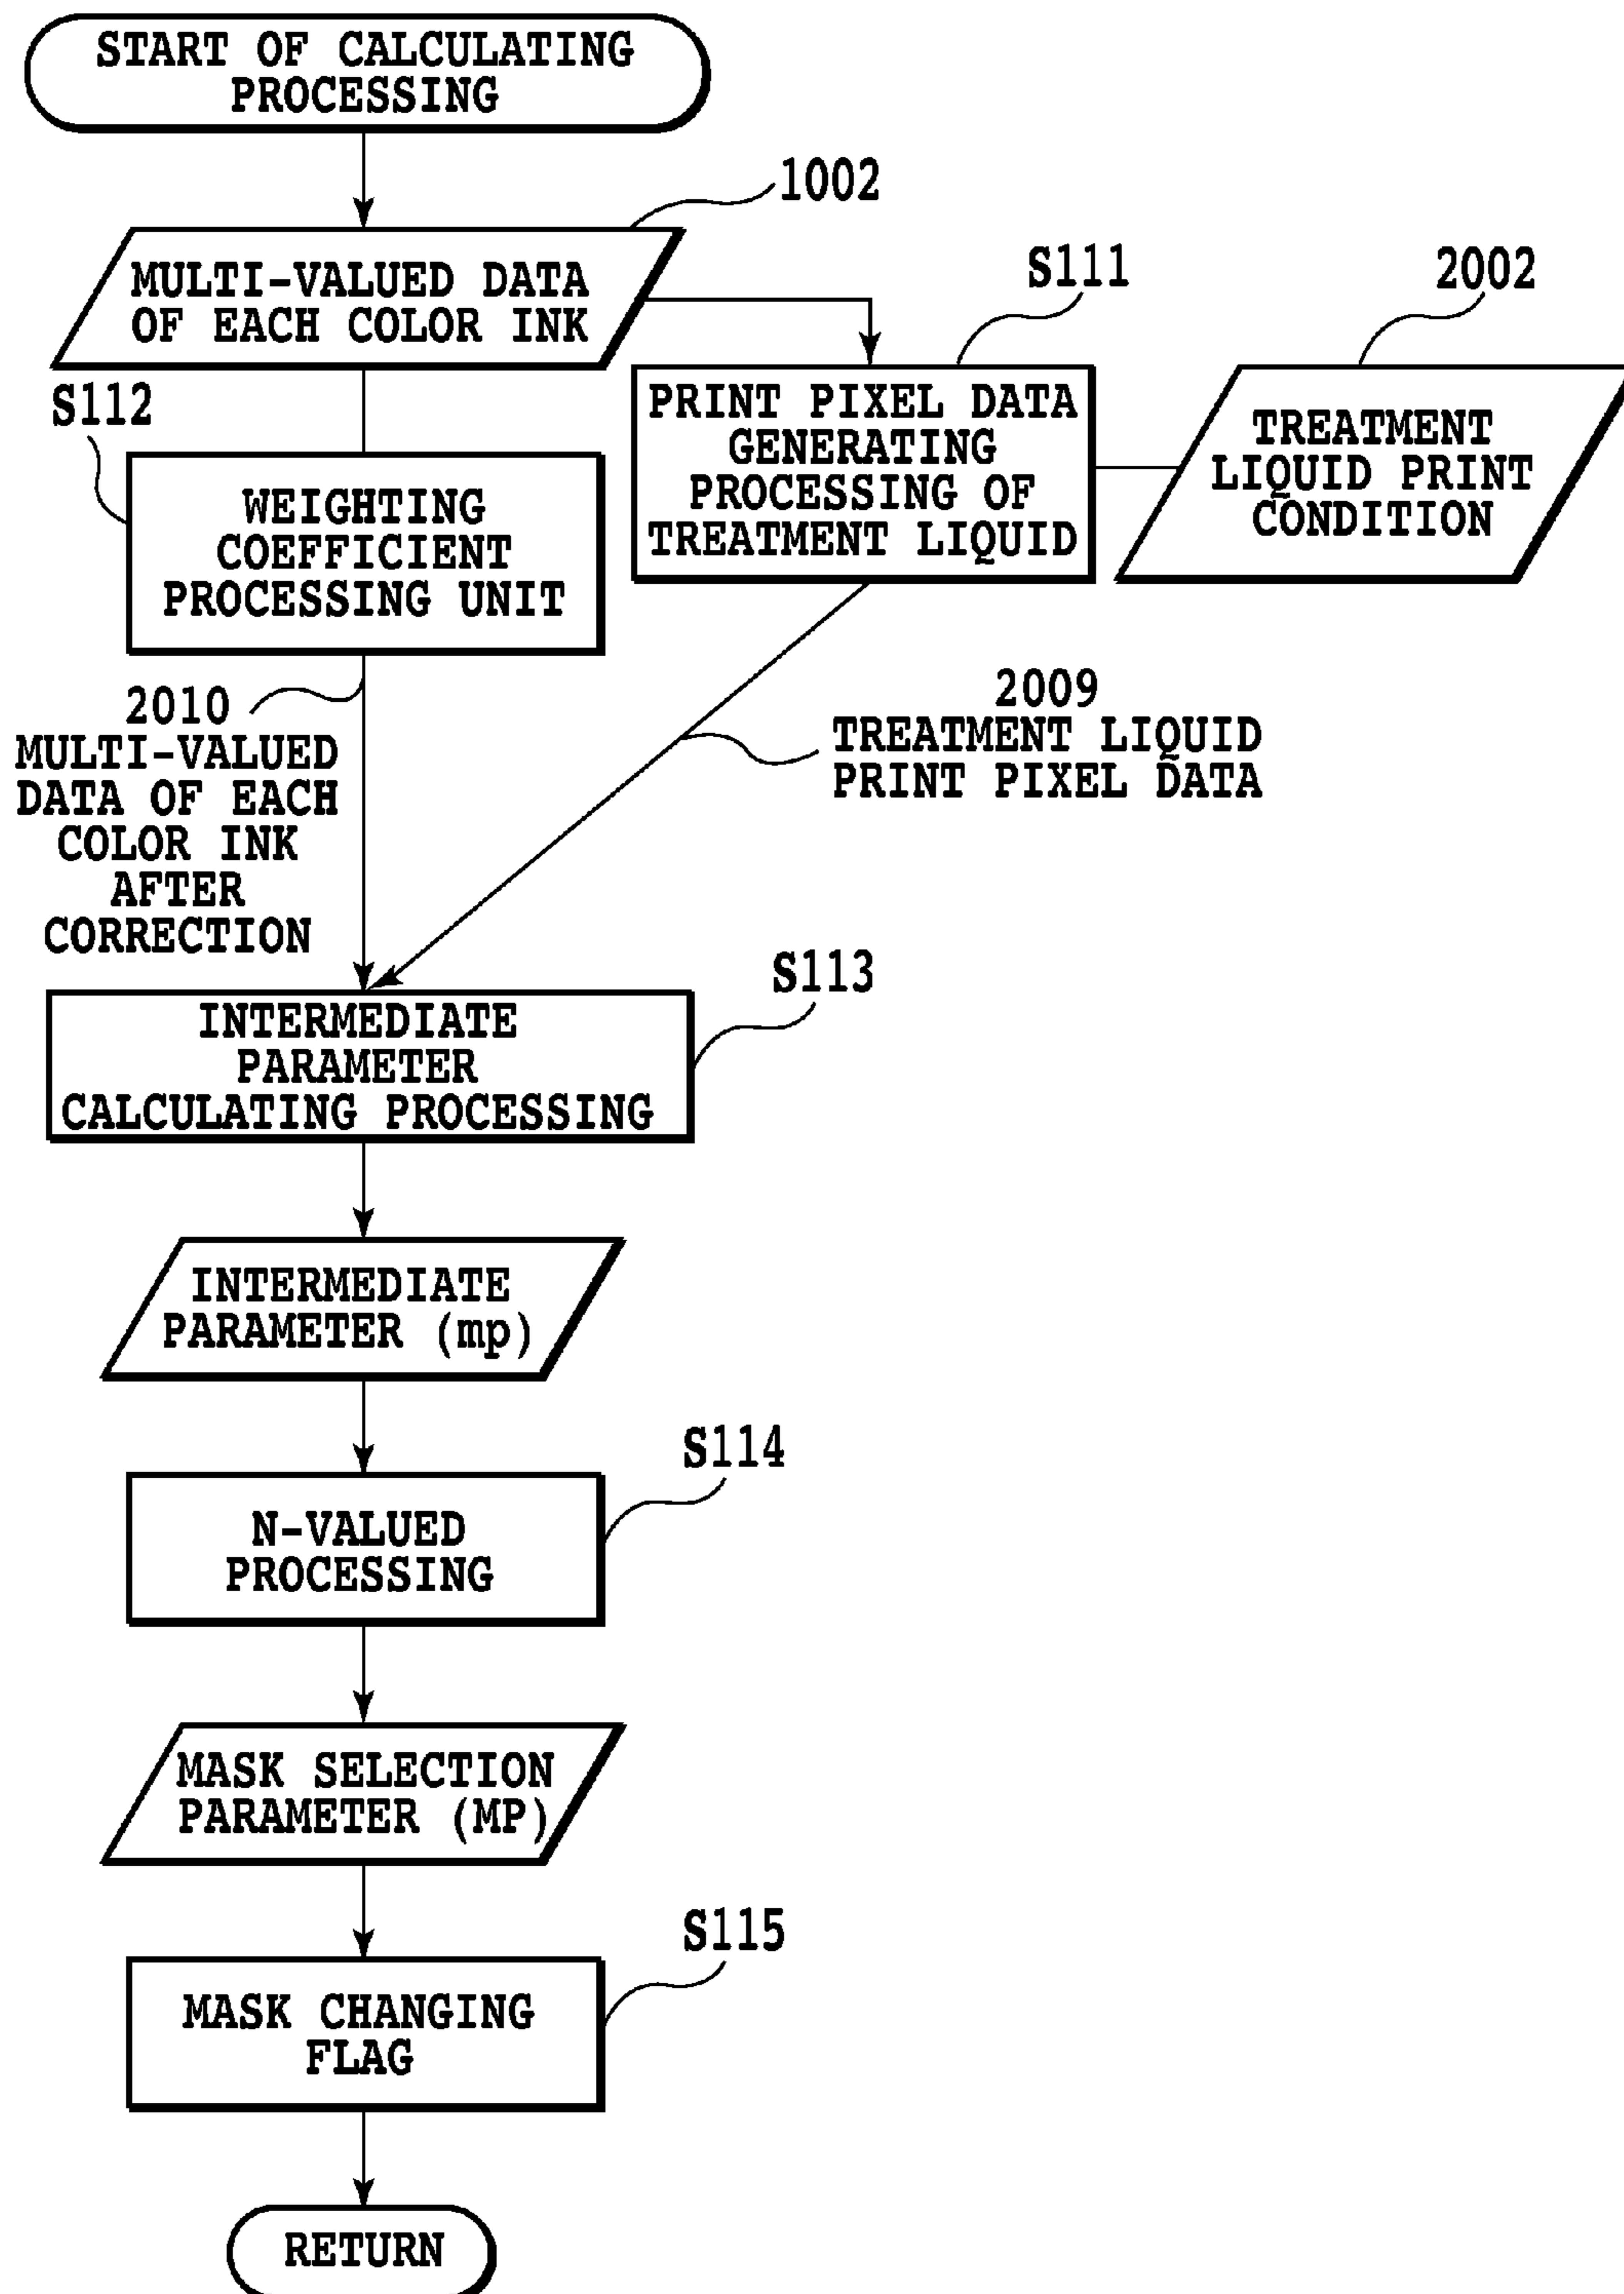 START OF CALCULATING
PROCESSING
1002
MULTI-VALUED DATA
OF EACH COLOR INK
S111
2002
S112
PRINT PIXEL DATA
GENERATING
PROCESSING OF
TREATMENT LIQUID
TREATMENT
LIQUID PRINT
CONDITION
WEIGHTING
COEFFICIENT
PROCESSING UNIT
2010
MULTI-VALUED
DATA OF EACH
COLOR INK
AFTER
CORRECTION
2009
TREATMENT LIQUID
PRINT PIXEL DATA
S113
INTERMEDIATE
PARAMETER
CALCULATING PROCESSING
INTERMEDIATE
PARAMETER (mp)
S114
N-VALUED
PROCESSING
MASK SELECTION
PARAMETER (MP)
S115
MASK CHANGING
FLAG
RETURN